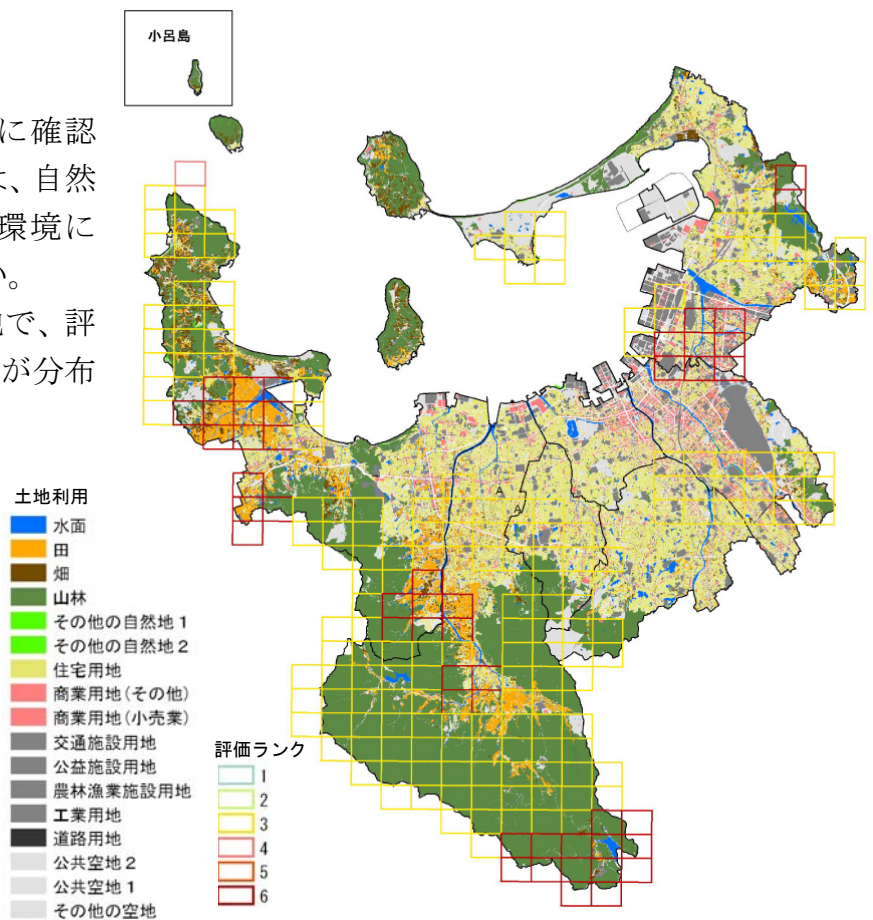 小呂島
に確認
は、自然
環境に
い。
地で、評
が分布
A
土地利用
水面
田
畑
山林
その他の自然地1
その他の自然地2
住宅用地
商業用地(その他)
商業用地(小売業)
交通施設用地
公益施設用地
農林漁業施設用地
工業用地
道路用地
公共空地2
公共空地1
その他の空地
評価ランク
1
2
3
4
5
6